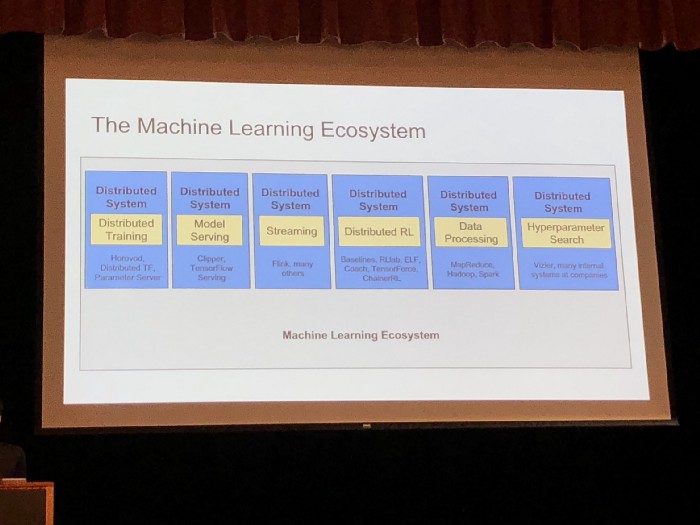 The Machine Learning Ecosystem
Distributed
System
Distributed
Training
Horovod,
Distributed TF,
Parameter Server
Distributed
System
Model
Serving
Clipper,
TensorFlow
Serving
Distributed
System
Streaming
Flink, many
others
Distributed
System
Distributed RL
Baselines, RLlab, ELF,
Coach, TensorForce,
ChainerRL
Distributed
System
Data
Processing
MapReduce,
Hadoop, Spark
Distributed
System
Hyperparameter
Search
Vizier, many internal
systems at companies
Machine Learning Ecosystem